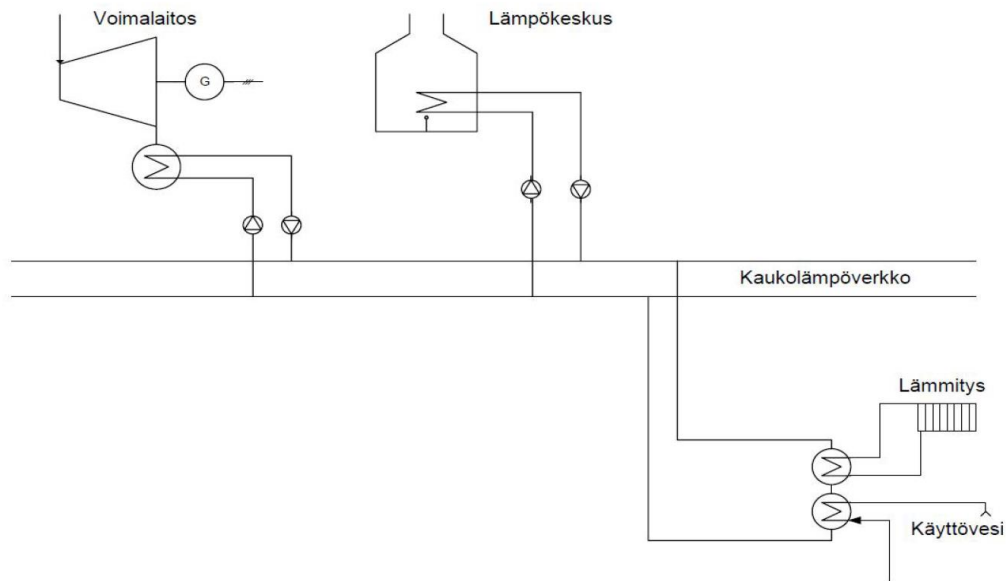 Voimalaitos
Lämpökeskus
G
Kaukolämpöverkko
Lämmitys
Käyttövesi